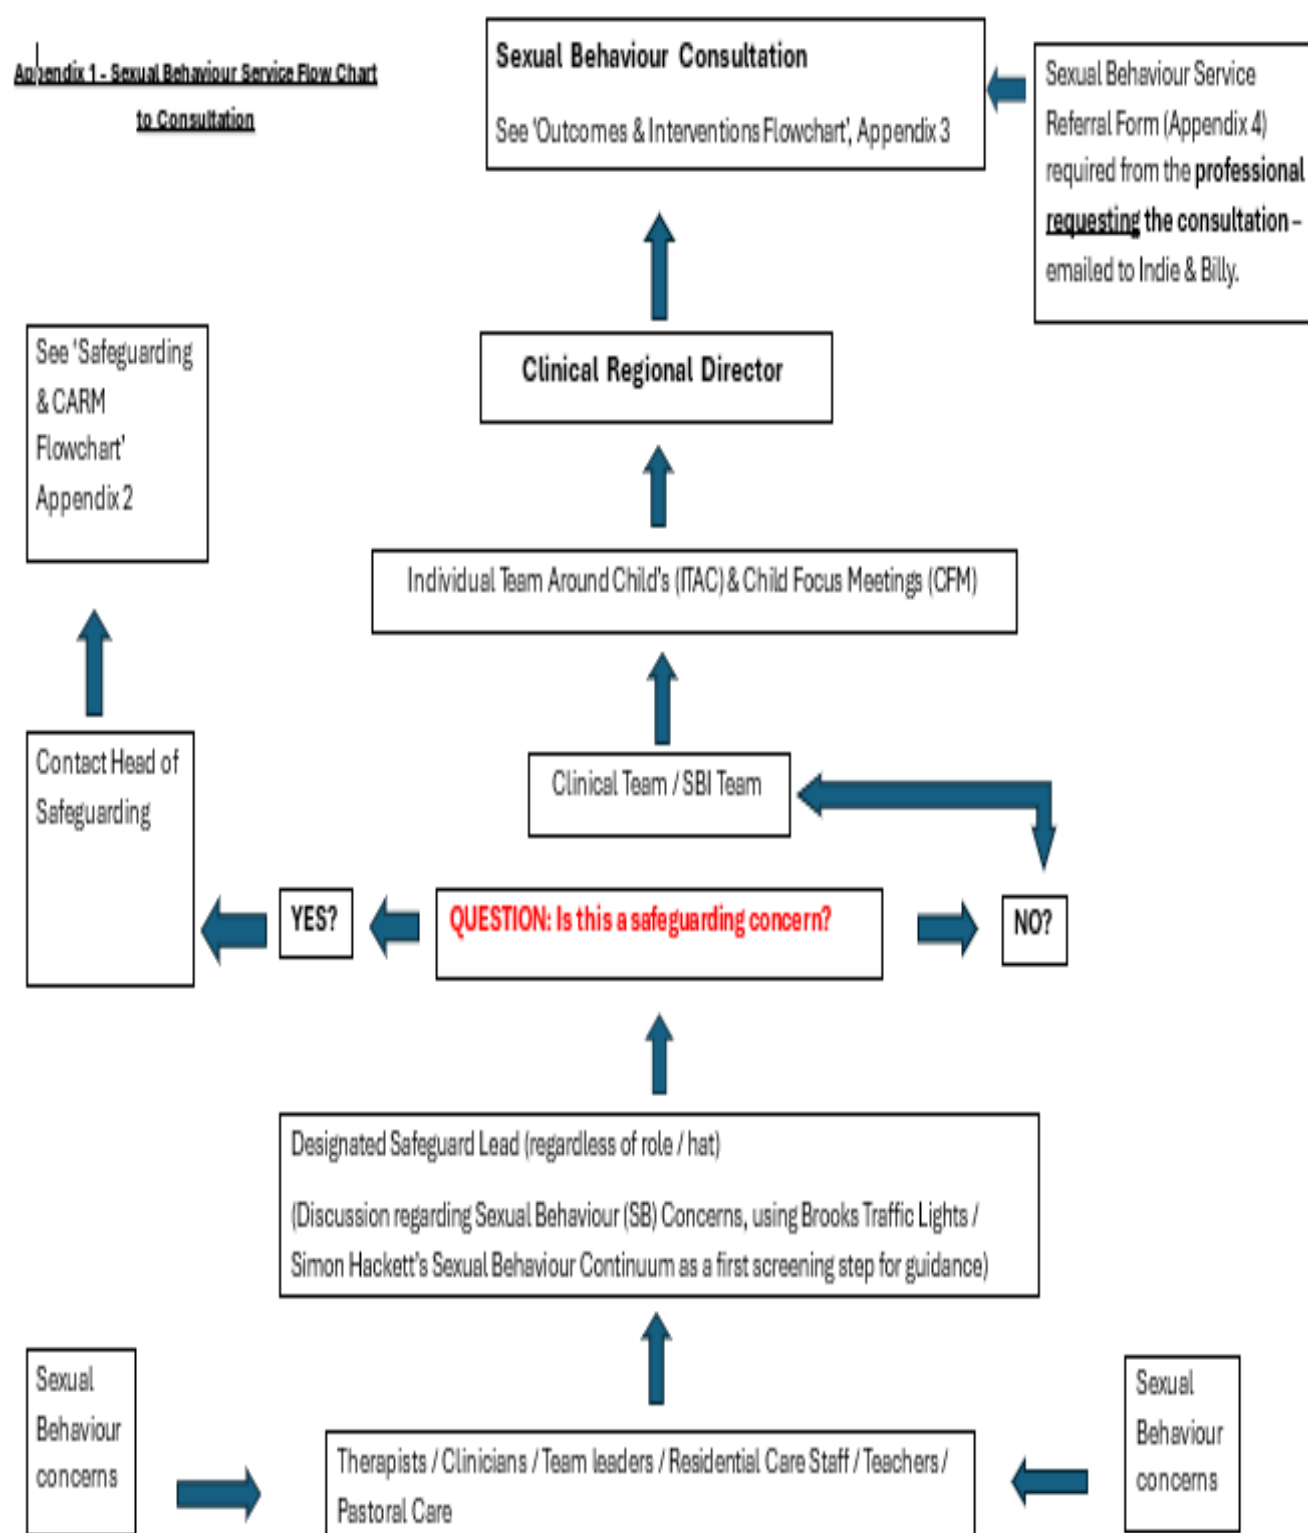 Appendix 1 - Sexual Behaviour Service Flow Chart
to Consultation
Sexual Behaviour Consultation
See ‘Outcomes & Interventions Flowchart’, Appendix 3
Sexual Behaviour Service
Referral Form (Appendix 4)
required from the professional
requesting the consultation –
emailed to Indie & Billy.
See ‘Safeguarding
& CARM
Flowchart’
Appendix 2
Clinical Regional Director
Individual Team Around Child’s (ITAC) & Child Focus Meetings (CFM)
Contact Head of
Safeguarding
Clinical Team / SBI Team
YES?
QUESTION: Is this a safeguarding concern?
NO?
Designated Safeguard Lead (regardless of role / hat)
(Discussion regarding Sexual Behaviour (SB) Concerns, using Brooks Traffic Lights /
Simon Hackett’s Sexual Behaviour Continuum as a first screening step for guidance)
Sexual
Behaviour
concerns
Therapists / Clinicians / Team leaders / Residential Care Staff / Teachers /
Pastoral Care
Sexual
Behaviour
concerns